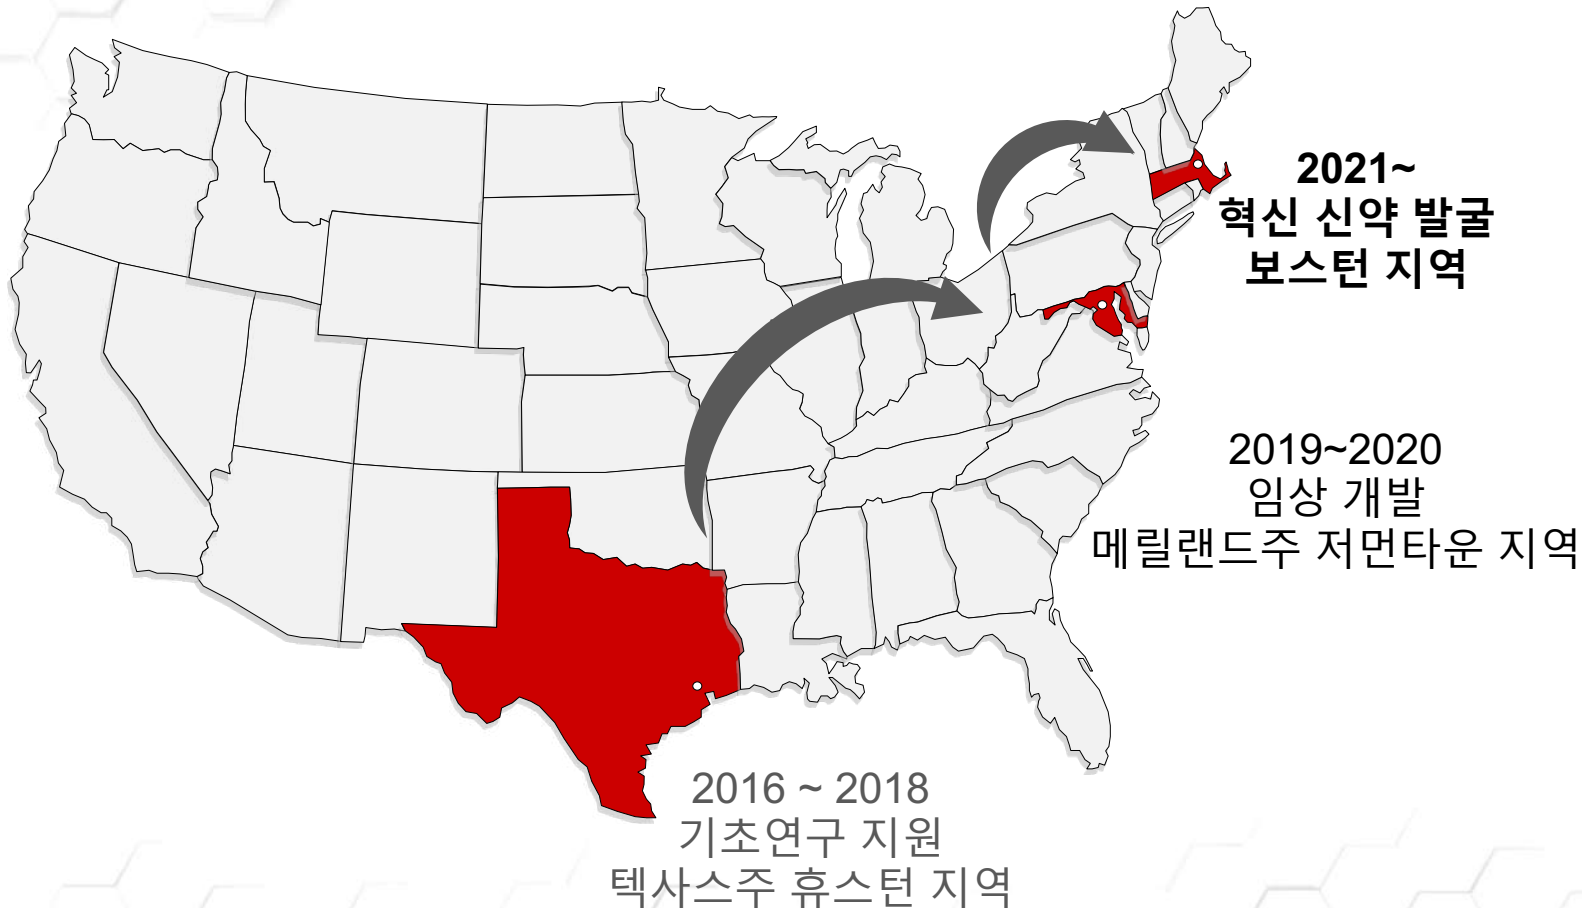 2021~
혁신 신약 발굴
보스턴 지역
2019~2020
임상 개발
메릴랜드주 저먼타운 지역
2016 ~ 2018
기초연구 지원
텍사스주 휴스턴 지역